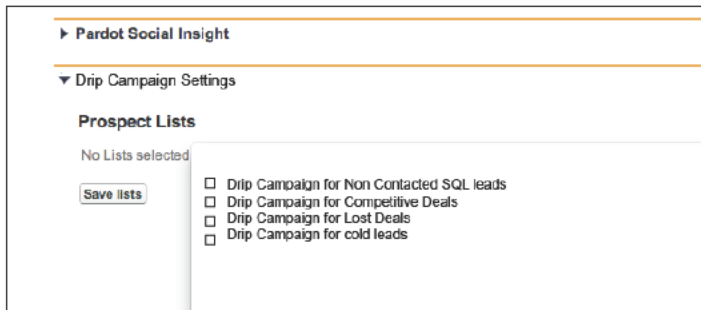 Pardot Social Insight
Drip Campaign Settings
Prospect Lists
No Lists selected
Save lists
Drip Campaign for Non Contacted SQL leads
Drip Campaign for Competitive Deals
Drip Campaign for Lost Deals
Drip Campaign for cold leads